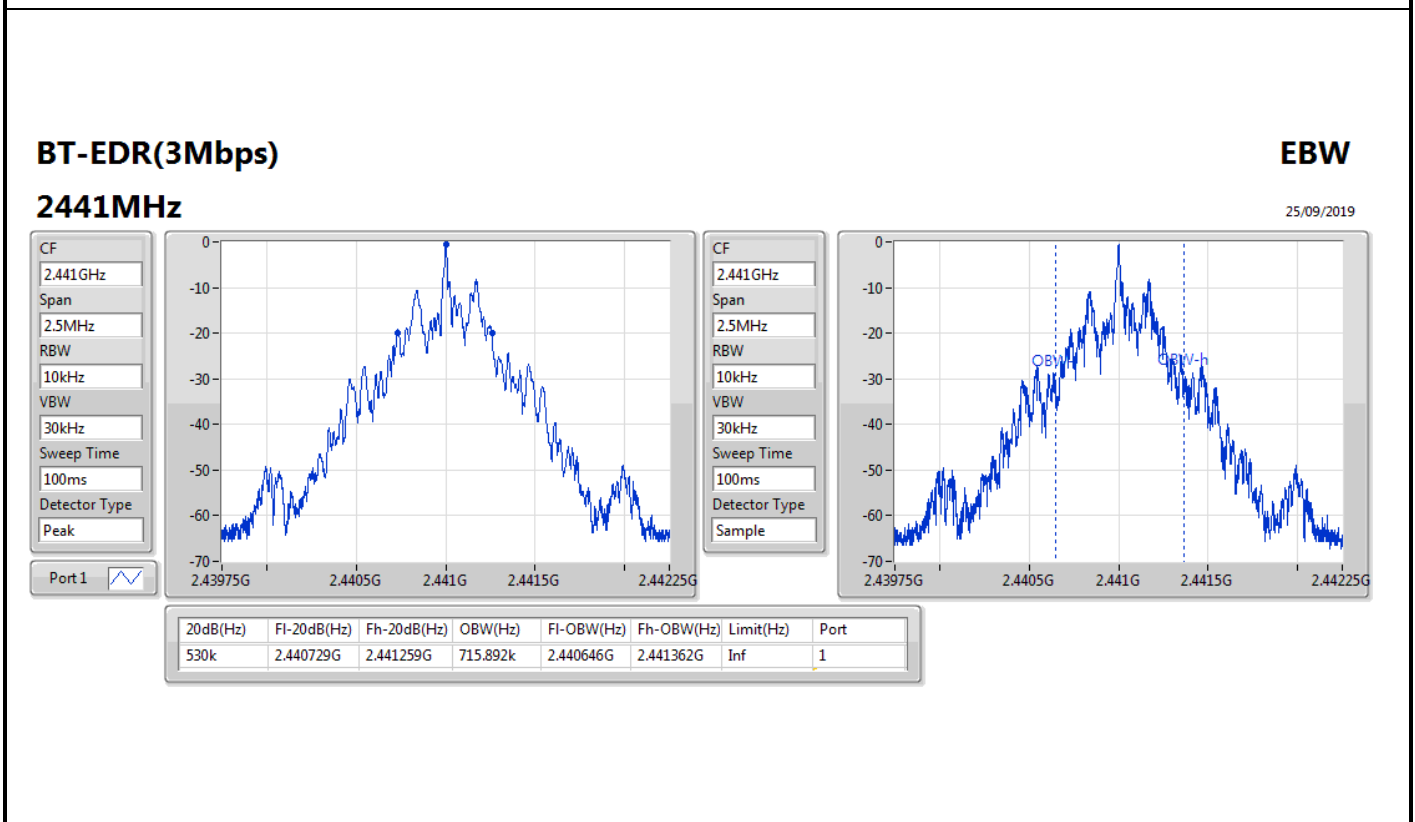 BT-EDR(3Mbps)
EBW
2441MHz
25/09/2019
CF
2.441GHz
Span
2.5MHz
RBW
10kHz
VBW
30kHz
Sweep Time
100ms
Detector Type
Peak
Port 1
0
-10
-20
-30
-40
-50
-60
-70
2.43975G 2.4405G 2.441G 2.4415G 2.44225G
CF
2.441GHz
Span
2.5MHz
RBW
10kHz
VBW
30kHz
Sweep Time
100ms
Detector Type
Sample
0
-10
-20
-30
-40
-50
-60
-70
OBW-h
2.43975G 2.4405G 2.441G 2.4415G 2.44225G
20dB(Hz) Fl-20dB(Hz) Fh-20dB(Hz) OBW(Hz) Fl-OBW(Hz) Fh-OBW(Hz) Limit(Hz) Port
530k 2.440729G 2.441259G 715.892k 2.440646G 2.441362G Inf 1